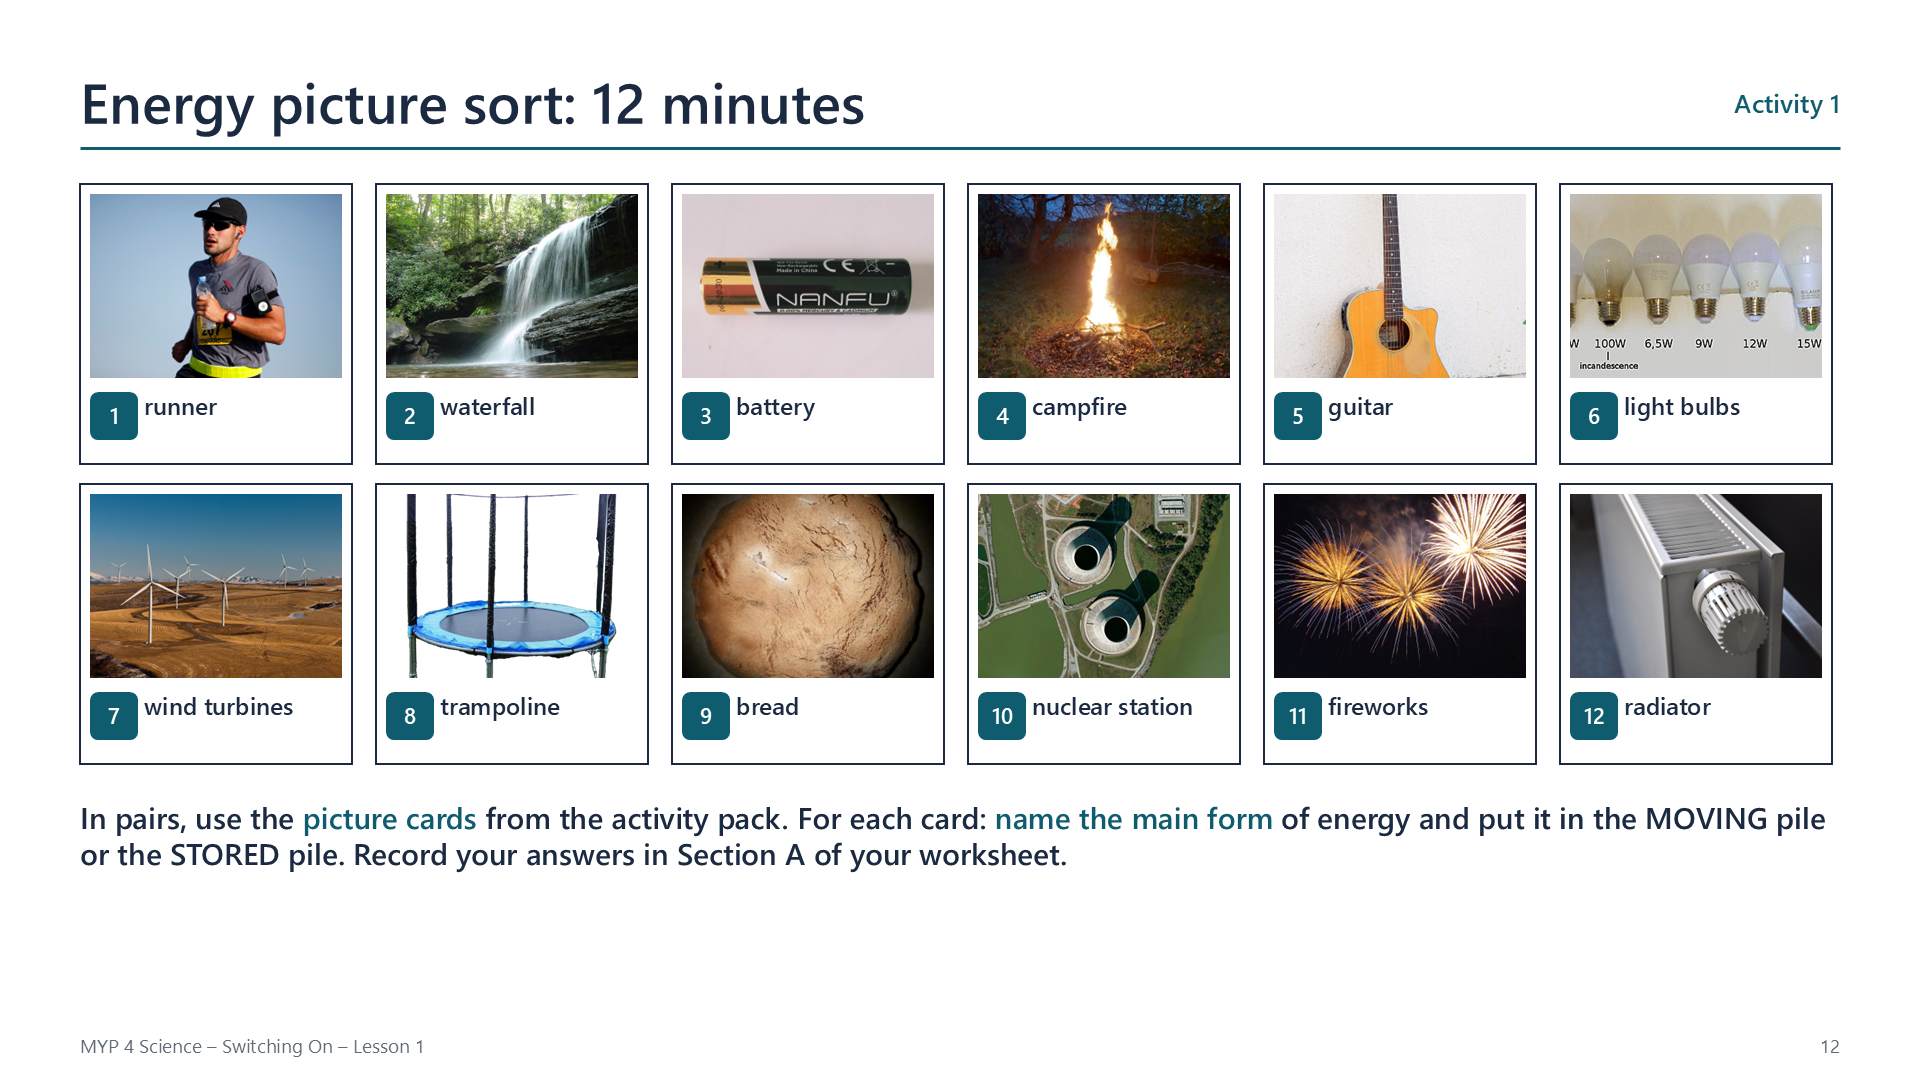 Energy picture sort: 12 minutes
Activity 1
NANFU
Made in China
W 100W 6,5W 9W 12W 15W
incandescence
1 runner
2 waterfall
3 battery
4 campfire
5 guitar
6 light bulbs
7 wind turbines
8 trampoline
9 bread
10 nuclear station
11 fireworks
12 radiator
In pairs, use the picture cards from the activity pack. For each card: name the main form of energy and put it in the MOVING pile
or the STORED pile. Record your answers in Section A of your worksheet.
MYP 4 Science – Switching On – Lesson 1
12